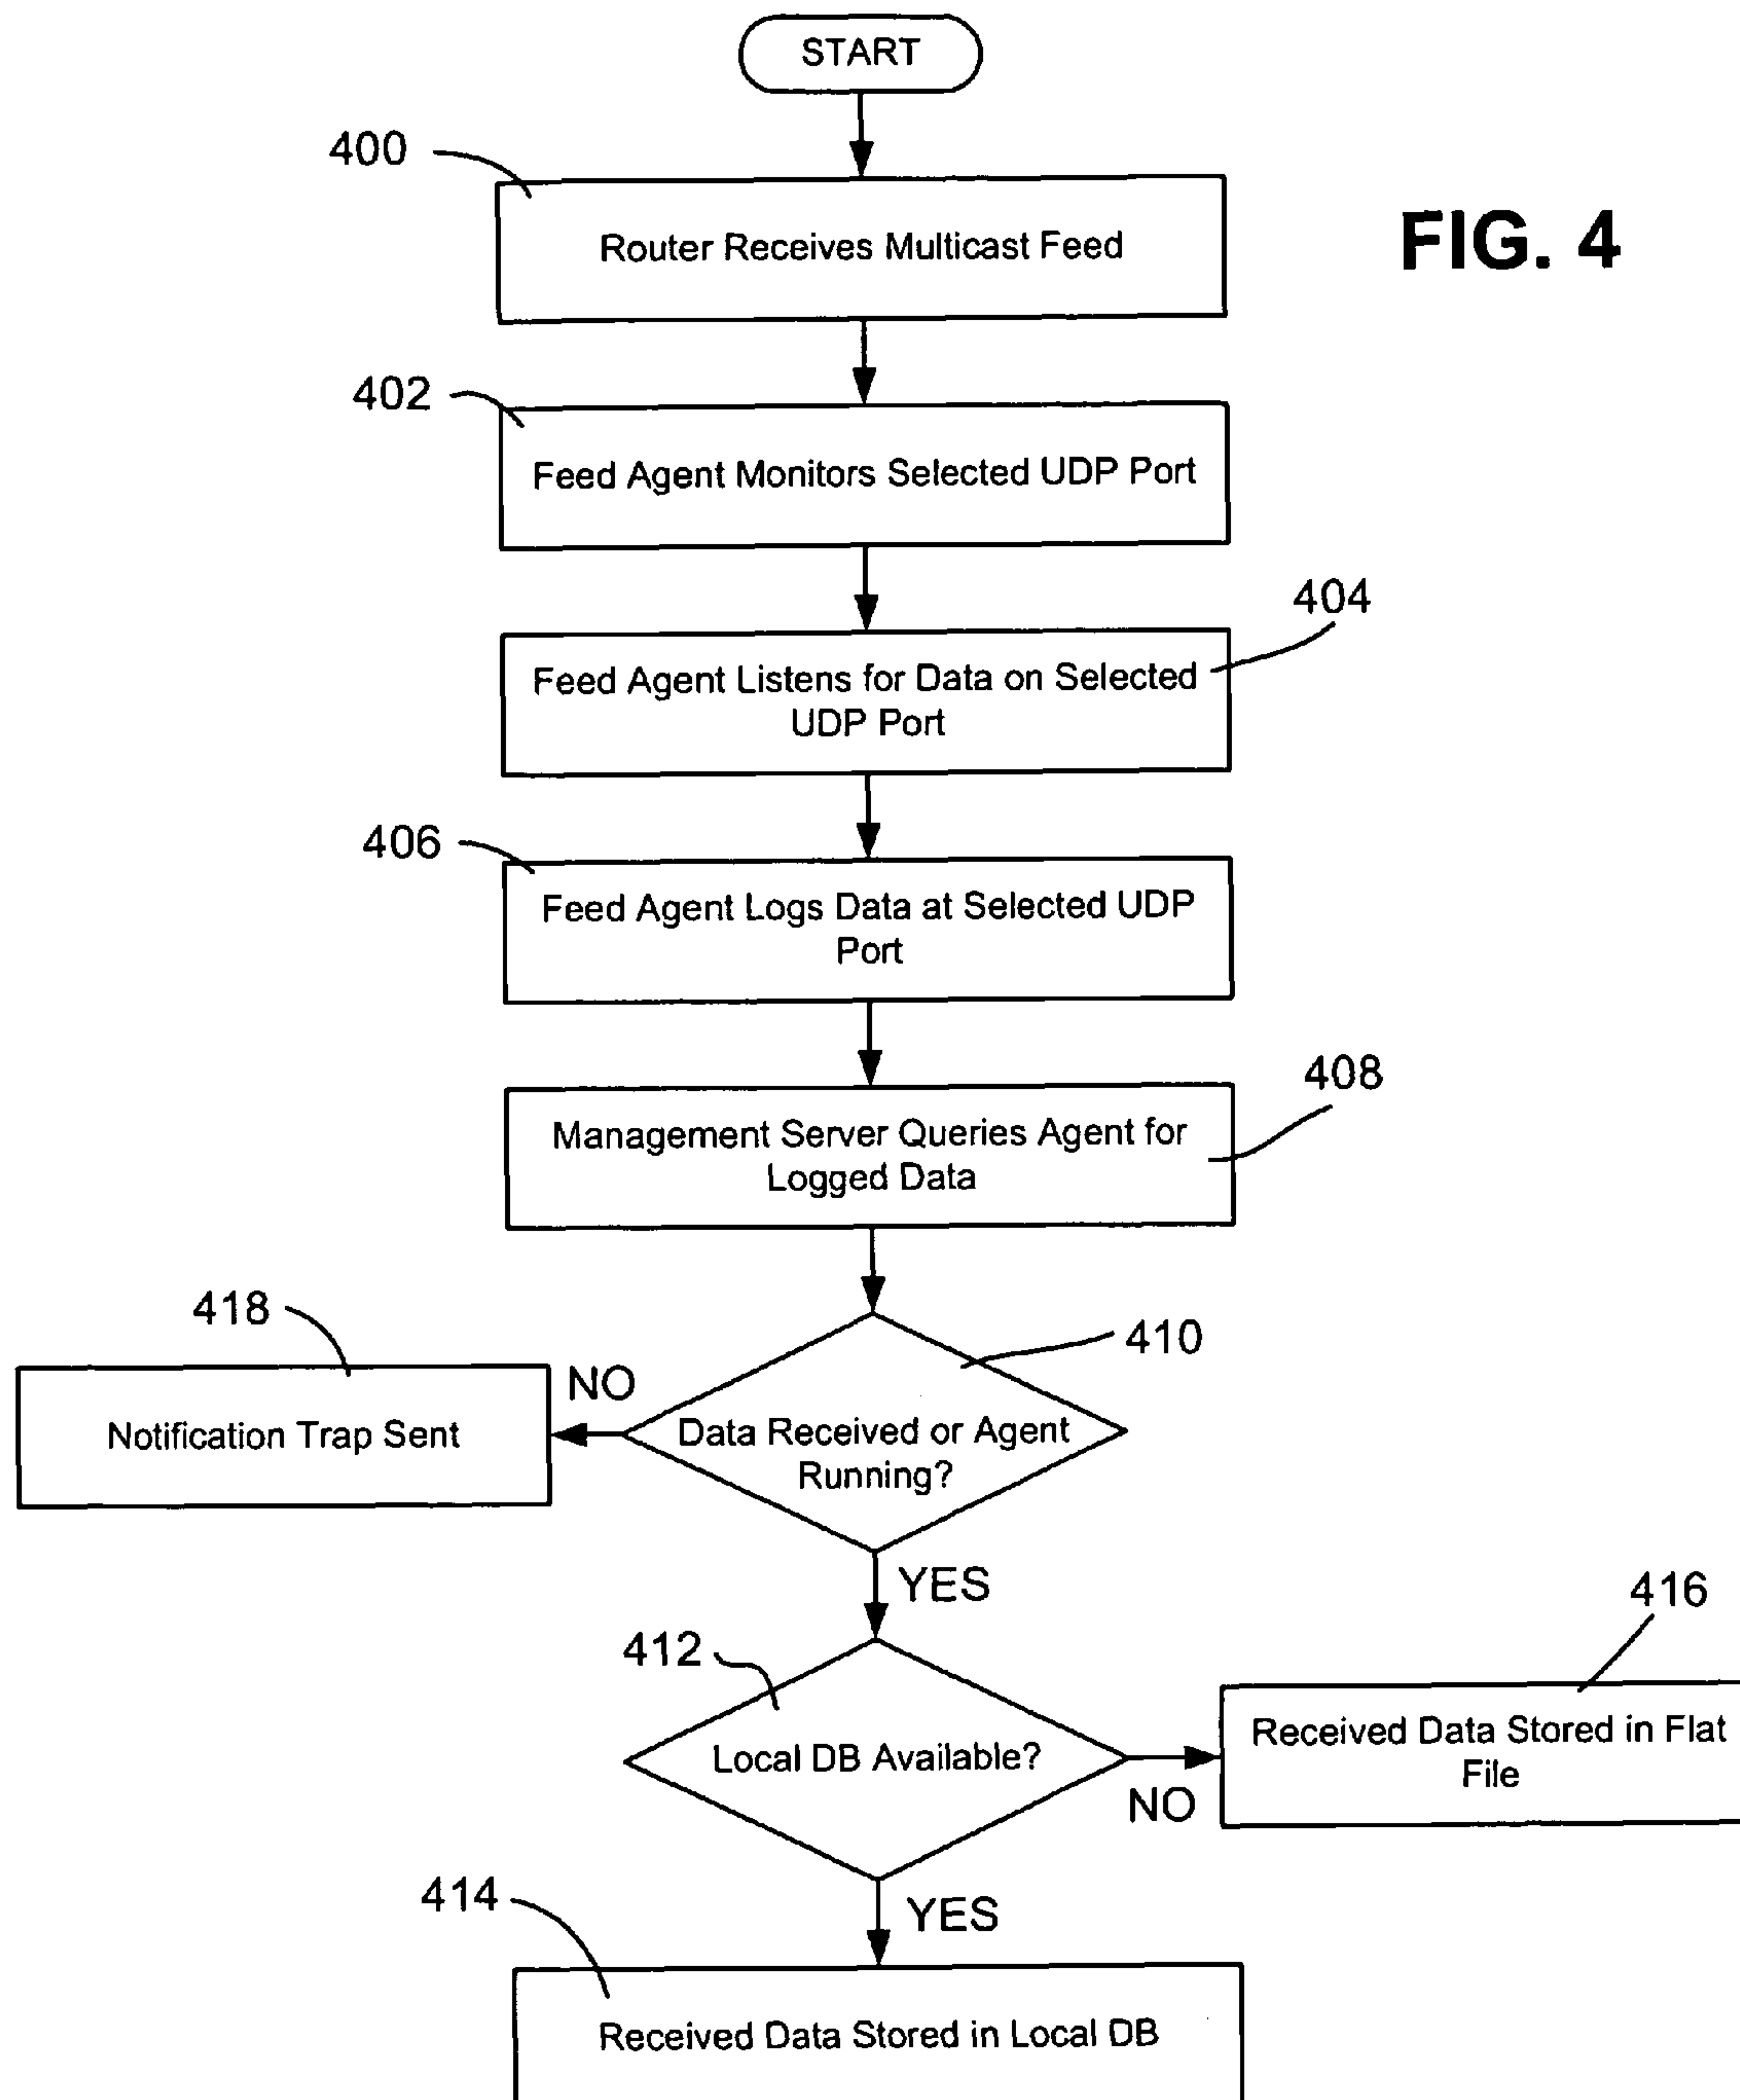 START
400
Router Receives Multicast Feed
FIG. 4
402
Feed Agent Monitors Selected UDP Port
404
Feed Agent Listens for Data on Selected
UDP Port
406
Feed Agent Logs Data at Selected UDP
Port
408
Management Server Queries Agent for
Logged Data
418
410
NO
Notification Trap Sent
Data Received or Agent
Running?
YES
416
412
Local DB Available?
Received Data Stored in Flat
File
NO
414
YES
Received Data Stored in Local DB